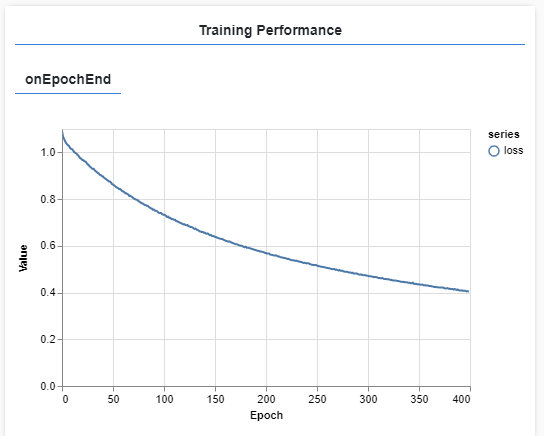 Training Performance
onEpochEnd
series
loss
1.0
0.8
0.6
0.4
0.2
0.0
Value
0 50 100 150 200 250 300 350 400
Epoch